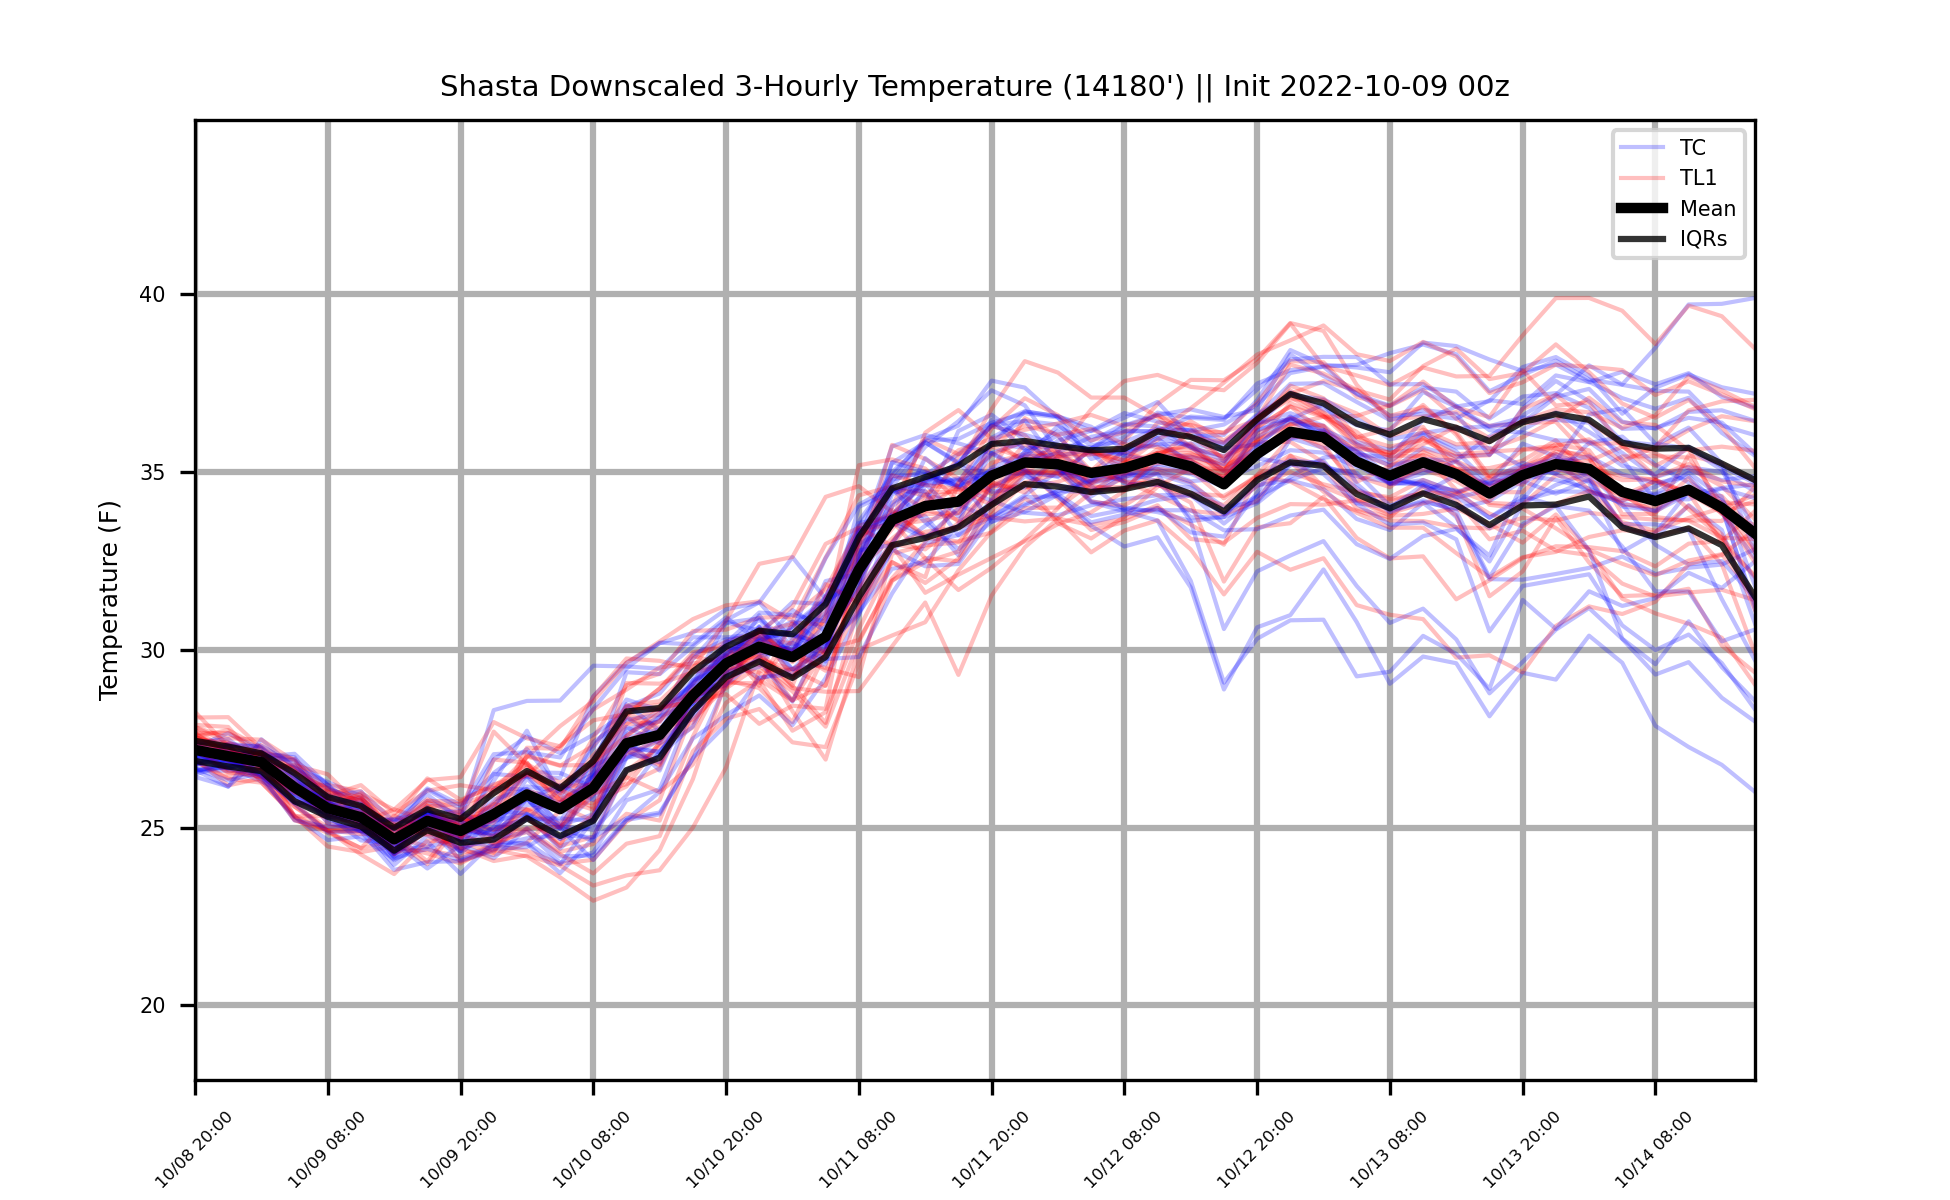 Shasta Downscaled 3-Hourly Temperature (14180') || Init 2022-10-09 00z
TC
TL1
Mean
IQRs
Temperature (F)
40
35
30
25
20
10/08 20:00
10/09 08:00
10/09 20:00
10/10 08:00
10/10 20:00
10/11 08:00
10/11 20:00
10/12 08:00
10/12 20:00
10/13 08:00
10/13 20:00
10/14 08:00